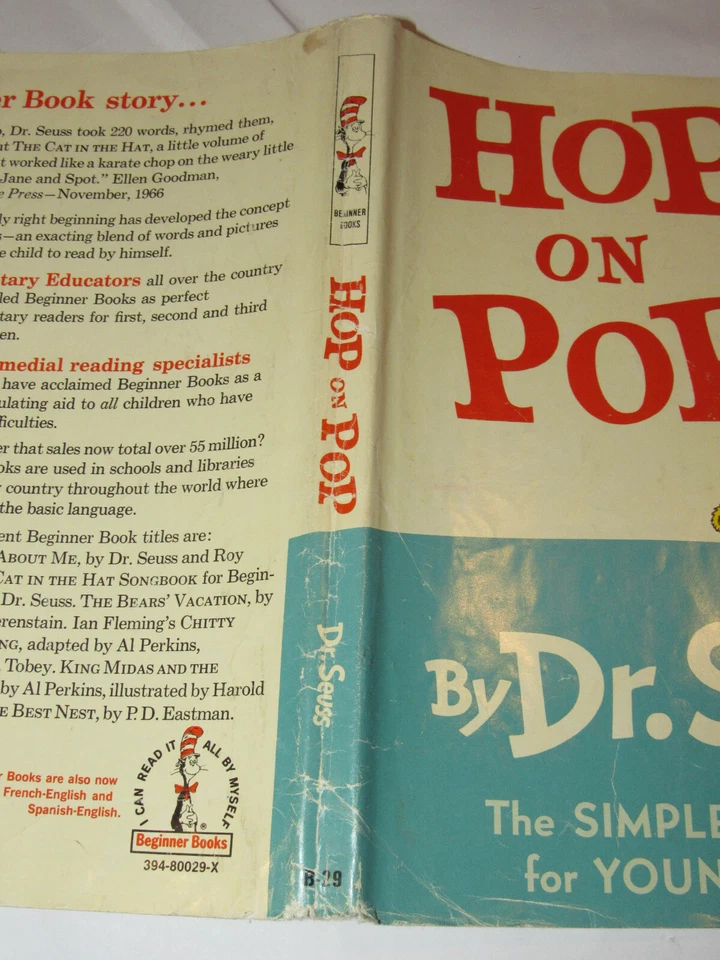 r Book story...
, Dr. Seuss took 220 words, rhymed them,
t THE CAT IN THE HAT, a little volume of
t worked like a karate chop on the weary little
Jane and Spot." Ellen Goodman,
e Press—November, 1966
ly right beginning has developed the concept
s—an exacting blend of words and pictures
e child to read by himself.
tary Educators all over the country
led Beginner Books as perfect
tary readers for first, second and third
en.
medial reading specialists
have acclaimed Beginner Books as a
ulating aid to all children who have
ficulties.
er that sales now total over 55 million?
oks are used in schools and libraries
y country throughout the world where
the basic language.
ent Beginner Book titles are:
ABOUT ME, by Dr. Seuss and Roy
CAT IN THE HAT SONGBOOK for Begin-
Dr. Seuss. THE BEARS' VACATION, by
erenstain. Ian Fleming's CHITTY
NG, adapted by Al Perkins,
. Tobey. KING MIDAS AND THE
by Al Perkins, illustrated by Harold
E BEST NEST, by P. D. Eastman.
r Books are also now
French-English and
Spanish-English.
I CAN READ IT ALL BY MYSELF
®
Beginner Books
394-80029-X
BEGINNER
BOOKS
HOP ON POP
Dr. Seuss
B-29
HOP
ON
POP
By Dr. S
The SIMPLE
for YOUN